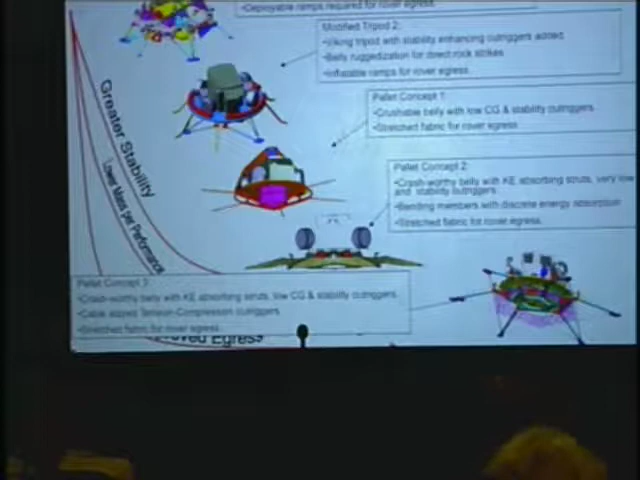 •Deployable ramps required for rover egress.
Modified Tripod 2:
•Viking tripod with stability enhancing outriggers added
•Belly ruggedization for direct rock strikes
•Inflatable ramps for rover egress
Pallet Concept 1:
•Crushable belly with low CG & stability outriggers
•Stretched fabric for rover egress
Pallet Concept 2:
•Crash-worthy belly with KE absorbing struts, very low
and stability outriggers
•Bending members with discrete energy absorption
•Stretched fabric for rover egress
Greater Stability
Lower Mass per Performance
Pallet Concept 3:
•Crash-worthy belly with KE absorbing struts, low CG & stability outriggers
•Cable assisted Tension-Compression outriggers
•Stretched fabric for rover egress
Egress